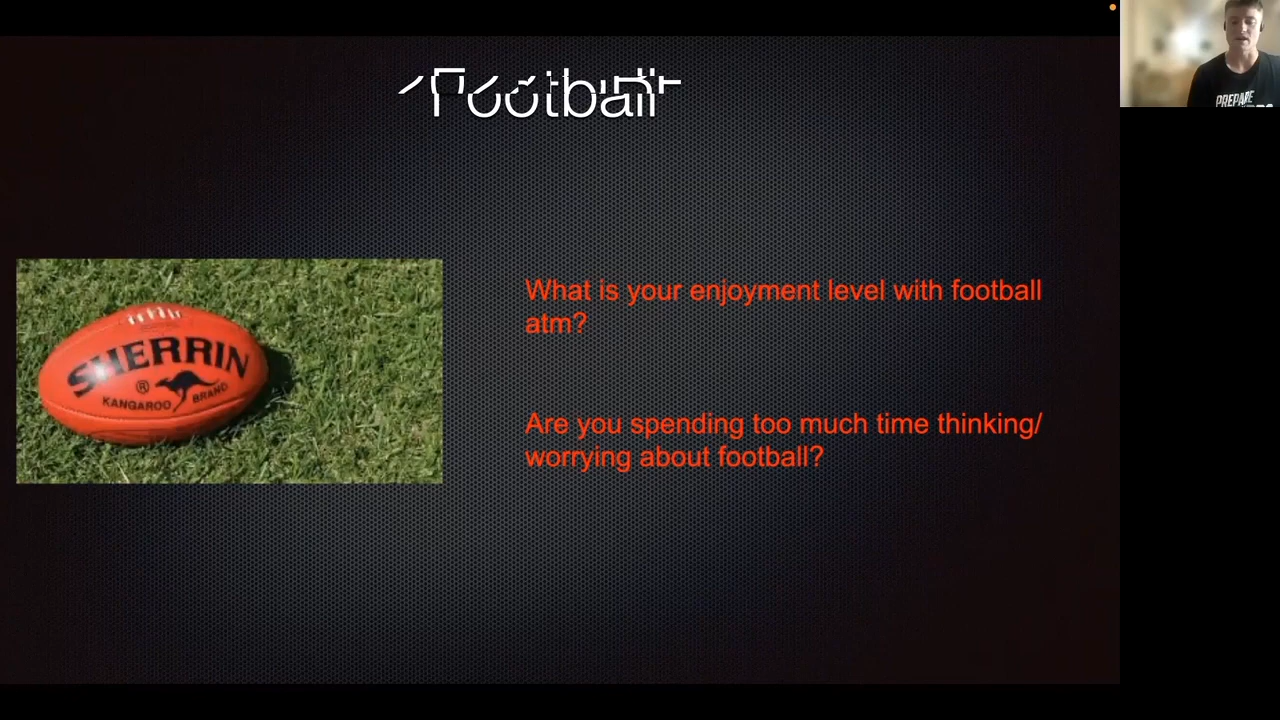 Football
What is your enjoyment level with football
atm?
Are you spending too much time thinking/
worrying about football?
SHERRIN
®
KANGAROO BRAND
PREPARE